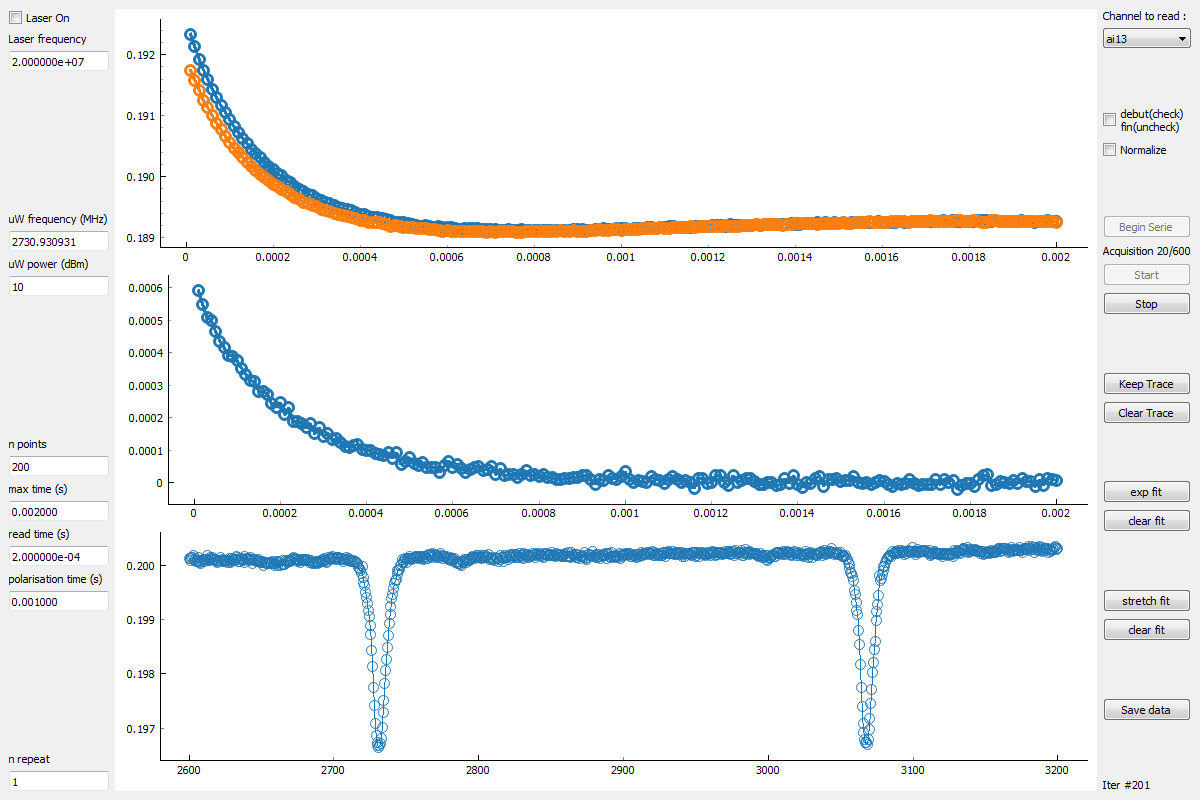 Laser On
Laser frequency
2.000000e+07
uW frequency (MHz)
2730.930931
uW power (dBm)
10
n points
200
max time (s)
0.002000
read time (s)
2.000000e-04
polarisation time (s)
0.001000
n repeat
1
0.192
0.191
0.190
0.189
0 0.0002 0.0004 0.0006 0.0008 0.001 0.0012 0.0014 0.0016 0.0018 0.002
0.0006
0.0005
0.0004
0.0003
0.0002
0.0001
0
0 0.0002 0.0004 0.0006 0.0008 0.001 0.0012 0.0014 0.0016 0.0018 0.002
0.200
0.199
0.198
0.197
2600 2700 2800 2900 3000 3100 3200
Channel to read :
ai13
debut(check)
fin(uncheck)
Normalize
Begin Serie
Acquisition 20/600
Start
Stop
Keep Trace
Clear Trace
exp fit
clear fit
stretch fit
clear fit
Save data
Iter #201